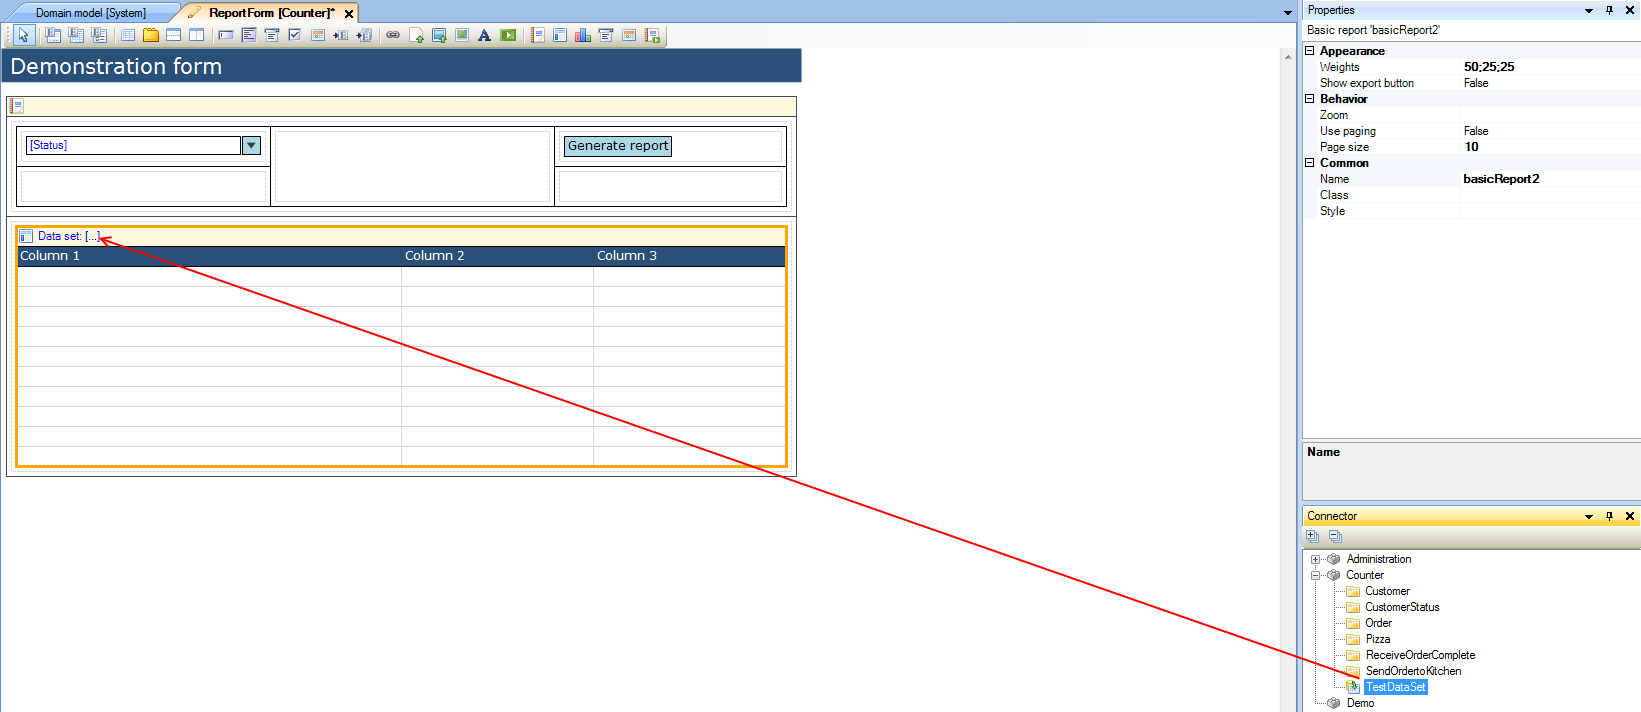 Domain model [System]
ReportForm [Counter]*
Demonstration form
[Status]
Generate report
Data set: [...]
Column 1 Column 2 Column 3
Properties
Basic report 'basicReport2'
Appearance
Weights 50;25;25
Show export button False
Behavior
Zoom
Use paging False
Page size 10
Common
Name basicReport2
Class
Style
Name
Connector
Administration
Counter
Customer
CustomerStatus
Order
Pizza
ReceiveOrderComplete
SendOrdertoKitchen
TestDataSet
Demo